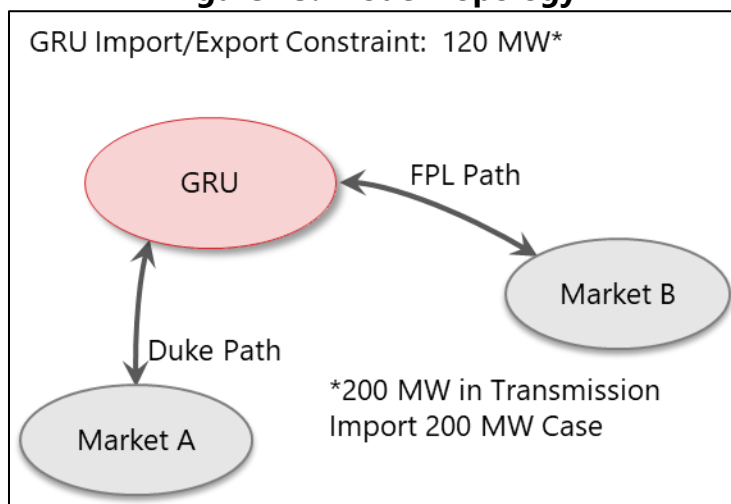 GRU Import/Export Constraint: 120 MW*
GRU
FPL Path
Market B
Duke Path
*200 MW in Transmission
Import 200 MW Case
Market A